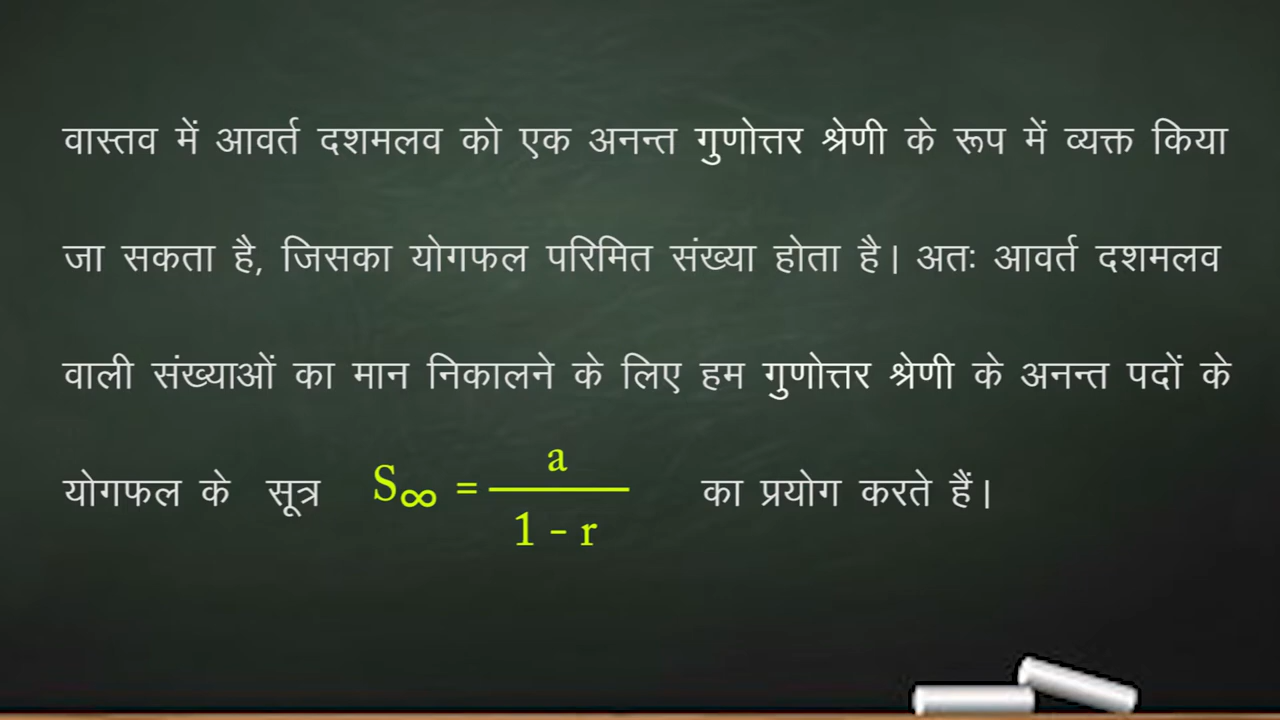 वास्तव में आवर्त दशमलव को एक अनन्त गुणोत्तर श्रेणी के रूप में व्यक्त किया
जा सकता है, जिसका योगफल परिमित संख्या होता है। अतः आवर्त दशमलव
वाली संख्याओं का मान निकालने के लिए हम गुणोत्तर श्रेणी के अनन्त पदों के
योगफल के सूत्र S∞ = a / 1 - r का प्रयोग करते हैं।